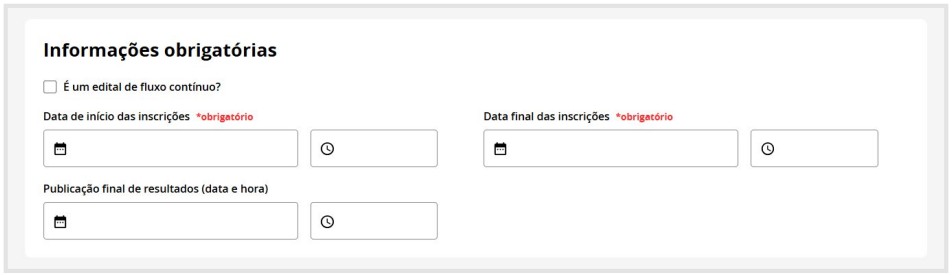 Informações obrigatórias
É um edital de fluxo contínuo?
Data de início das inscrições *obrigatório
Data final das inscrições *obrigatório
Publicação final de resultados (data e hora)